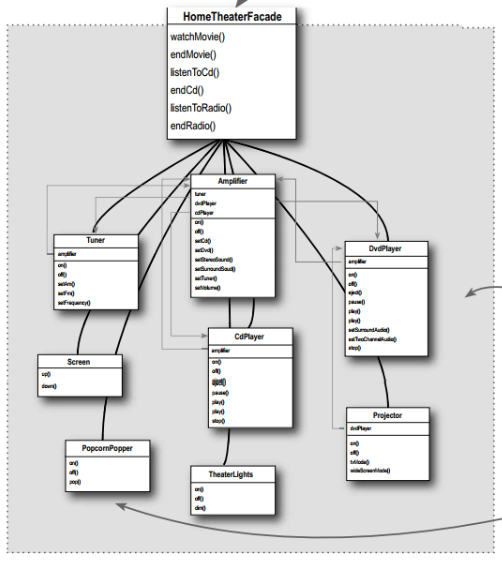 HomeTheaterFacade
watchMovie()
endMovie()
listenToCd()
endCd()
listenToRadio()
endRadio()
Amplifier
tuner
dvdPlayer
cdPlayer
on()
off()
setCd()
setDvd()
setStereoSound()
setSurroundSoud()
setTuner()
setVolume()
Tuner
amplifier
on()
off()
setAm()
setFm()
setFrequency()
DvdPlayer
amplifier
on()
off()
eject()
pause()
play()
play()
setSurroundAudio()
setTwoChannelAudio()
stop()
Screen
up()
down()
CdPlayer
amplifier
on()
off()
eject()
pause()
play()
play()
stop()
Projector
dvdPlayer
on()
off()
tvMode()
wideScreenMode()
PopcornPopper
on()
off()
pop()
TheaterLights
on()
off()
dim()